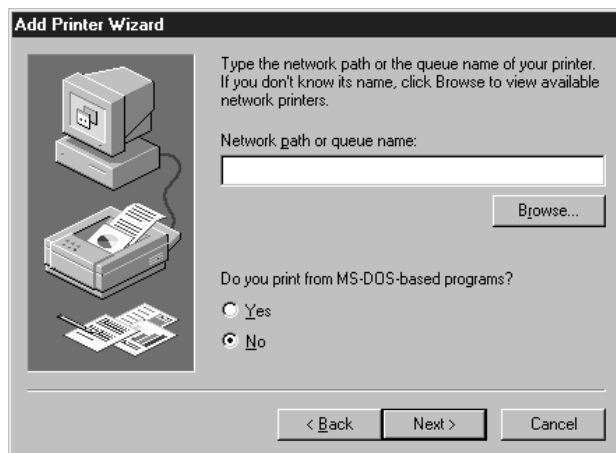 Add Printer Wizard
Type the network path or the queue name of your printer.
If you don't know its name, click Browse to view available
network printers.
Network path or queue name:
Browse...
Do you print from MS-DOS-based programs?
Yes
No
< Back
Next >
Cancel